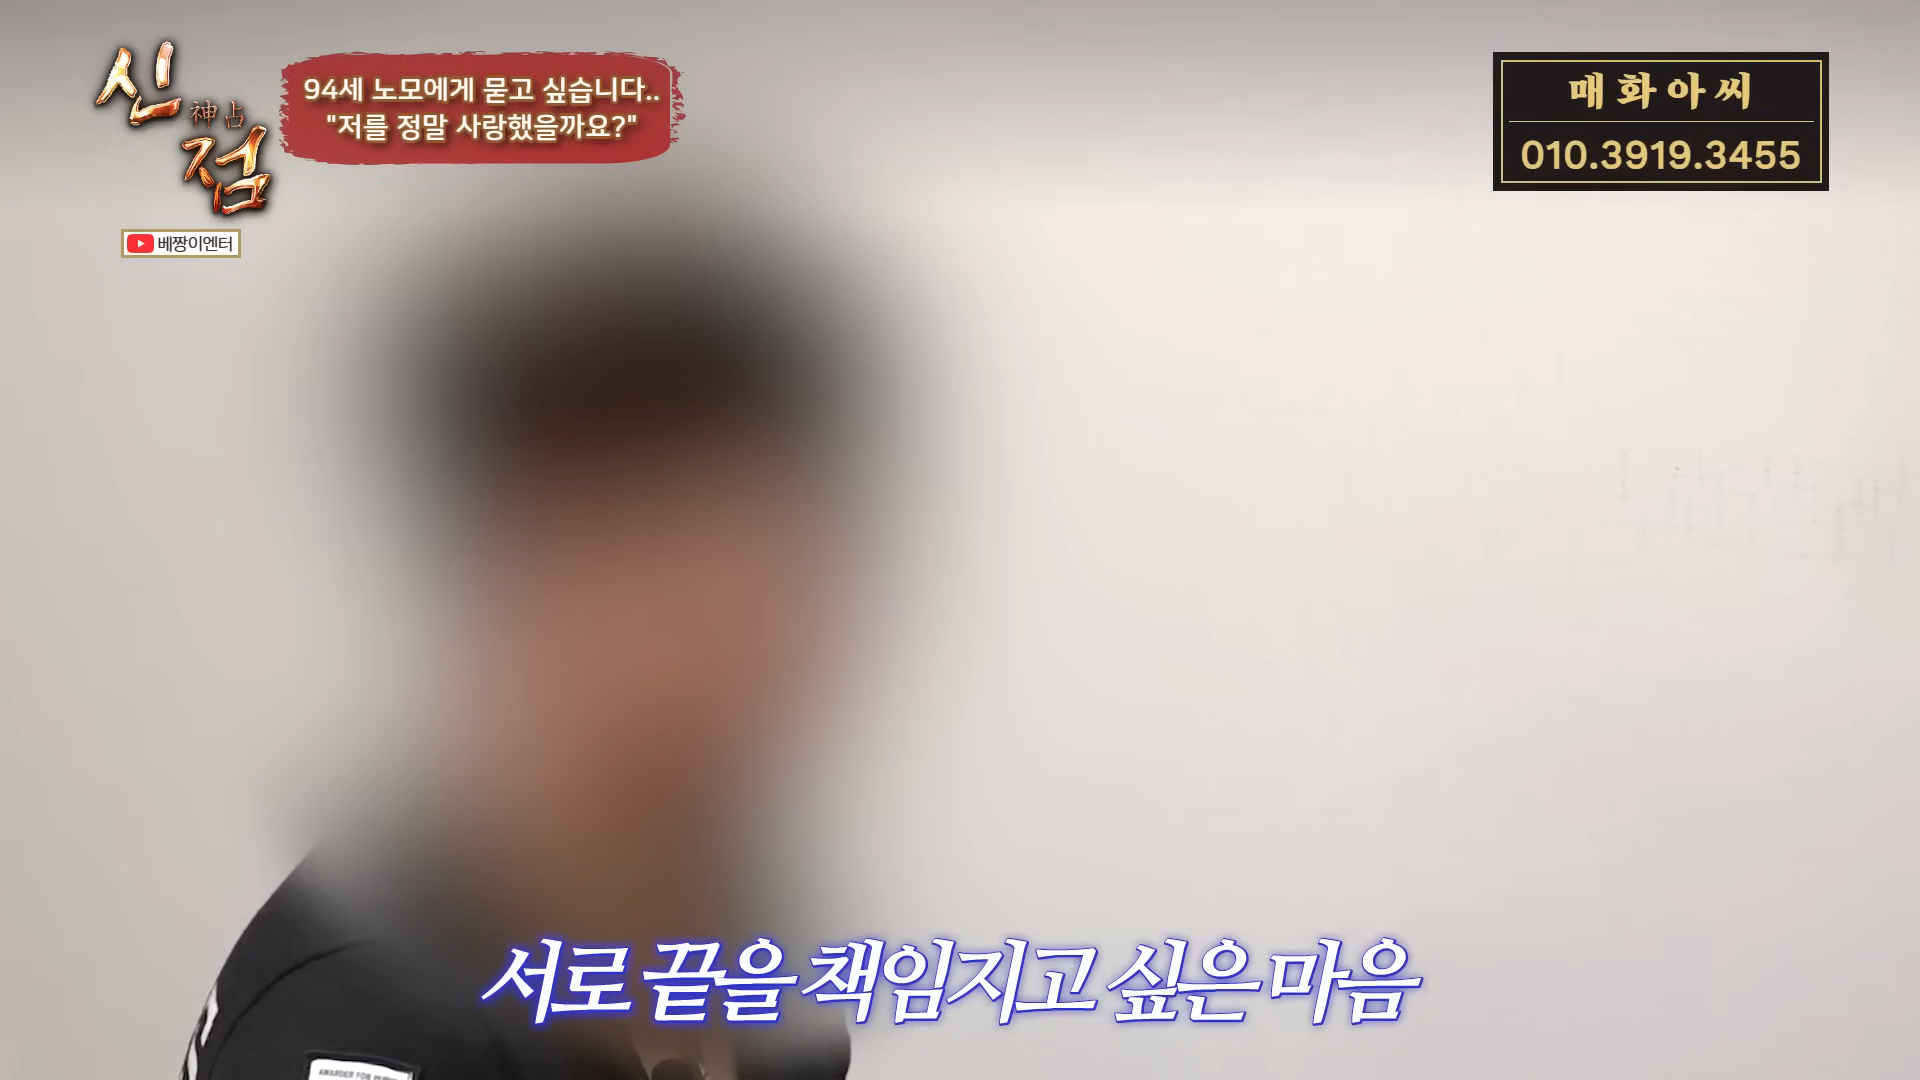 신점
神占
94세 노모에게 묻고 싶습니다..
"저를 정말 사랑했을까요?"
베짱이엔터
매화아씨
010.3919.3455
서로 끝을 책임지고 싶은 마음